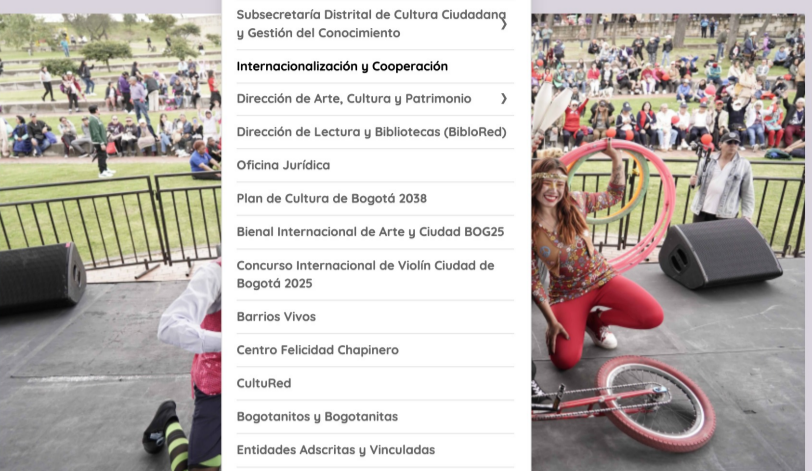 Subsecretaría Distrital de Cultura Ciudadana
y Gestión del Conocimiento
Internacionalización y Cooperación
Dirección de Arte, Cultura y Patrimonio
Dirección de Lectura y Bibliotecas (BibloRed)
Oficina Jurídica
Plan de Cultura de Bogotá 2038
Bienal Internacional de Arte y Ciudad BOG25
Concurso Internacional de Violín Ciudad de
Bogotá 2025
Barrios Vivos
Centro Felicidad Chapinero
CultuRed
Bogotanitos y Bogotanitas
Entidades Adscritas y Vinculadas